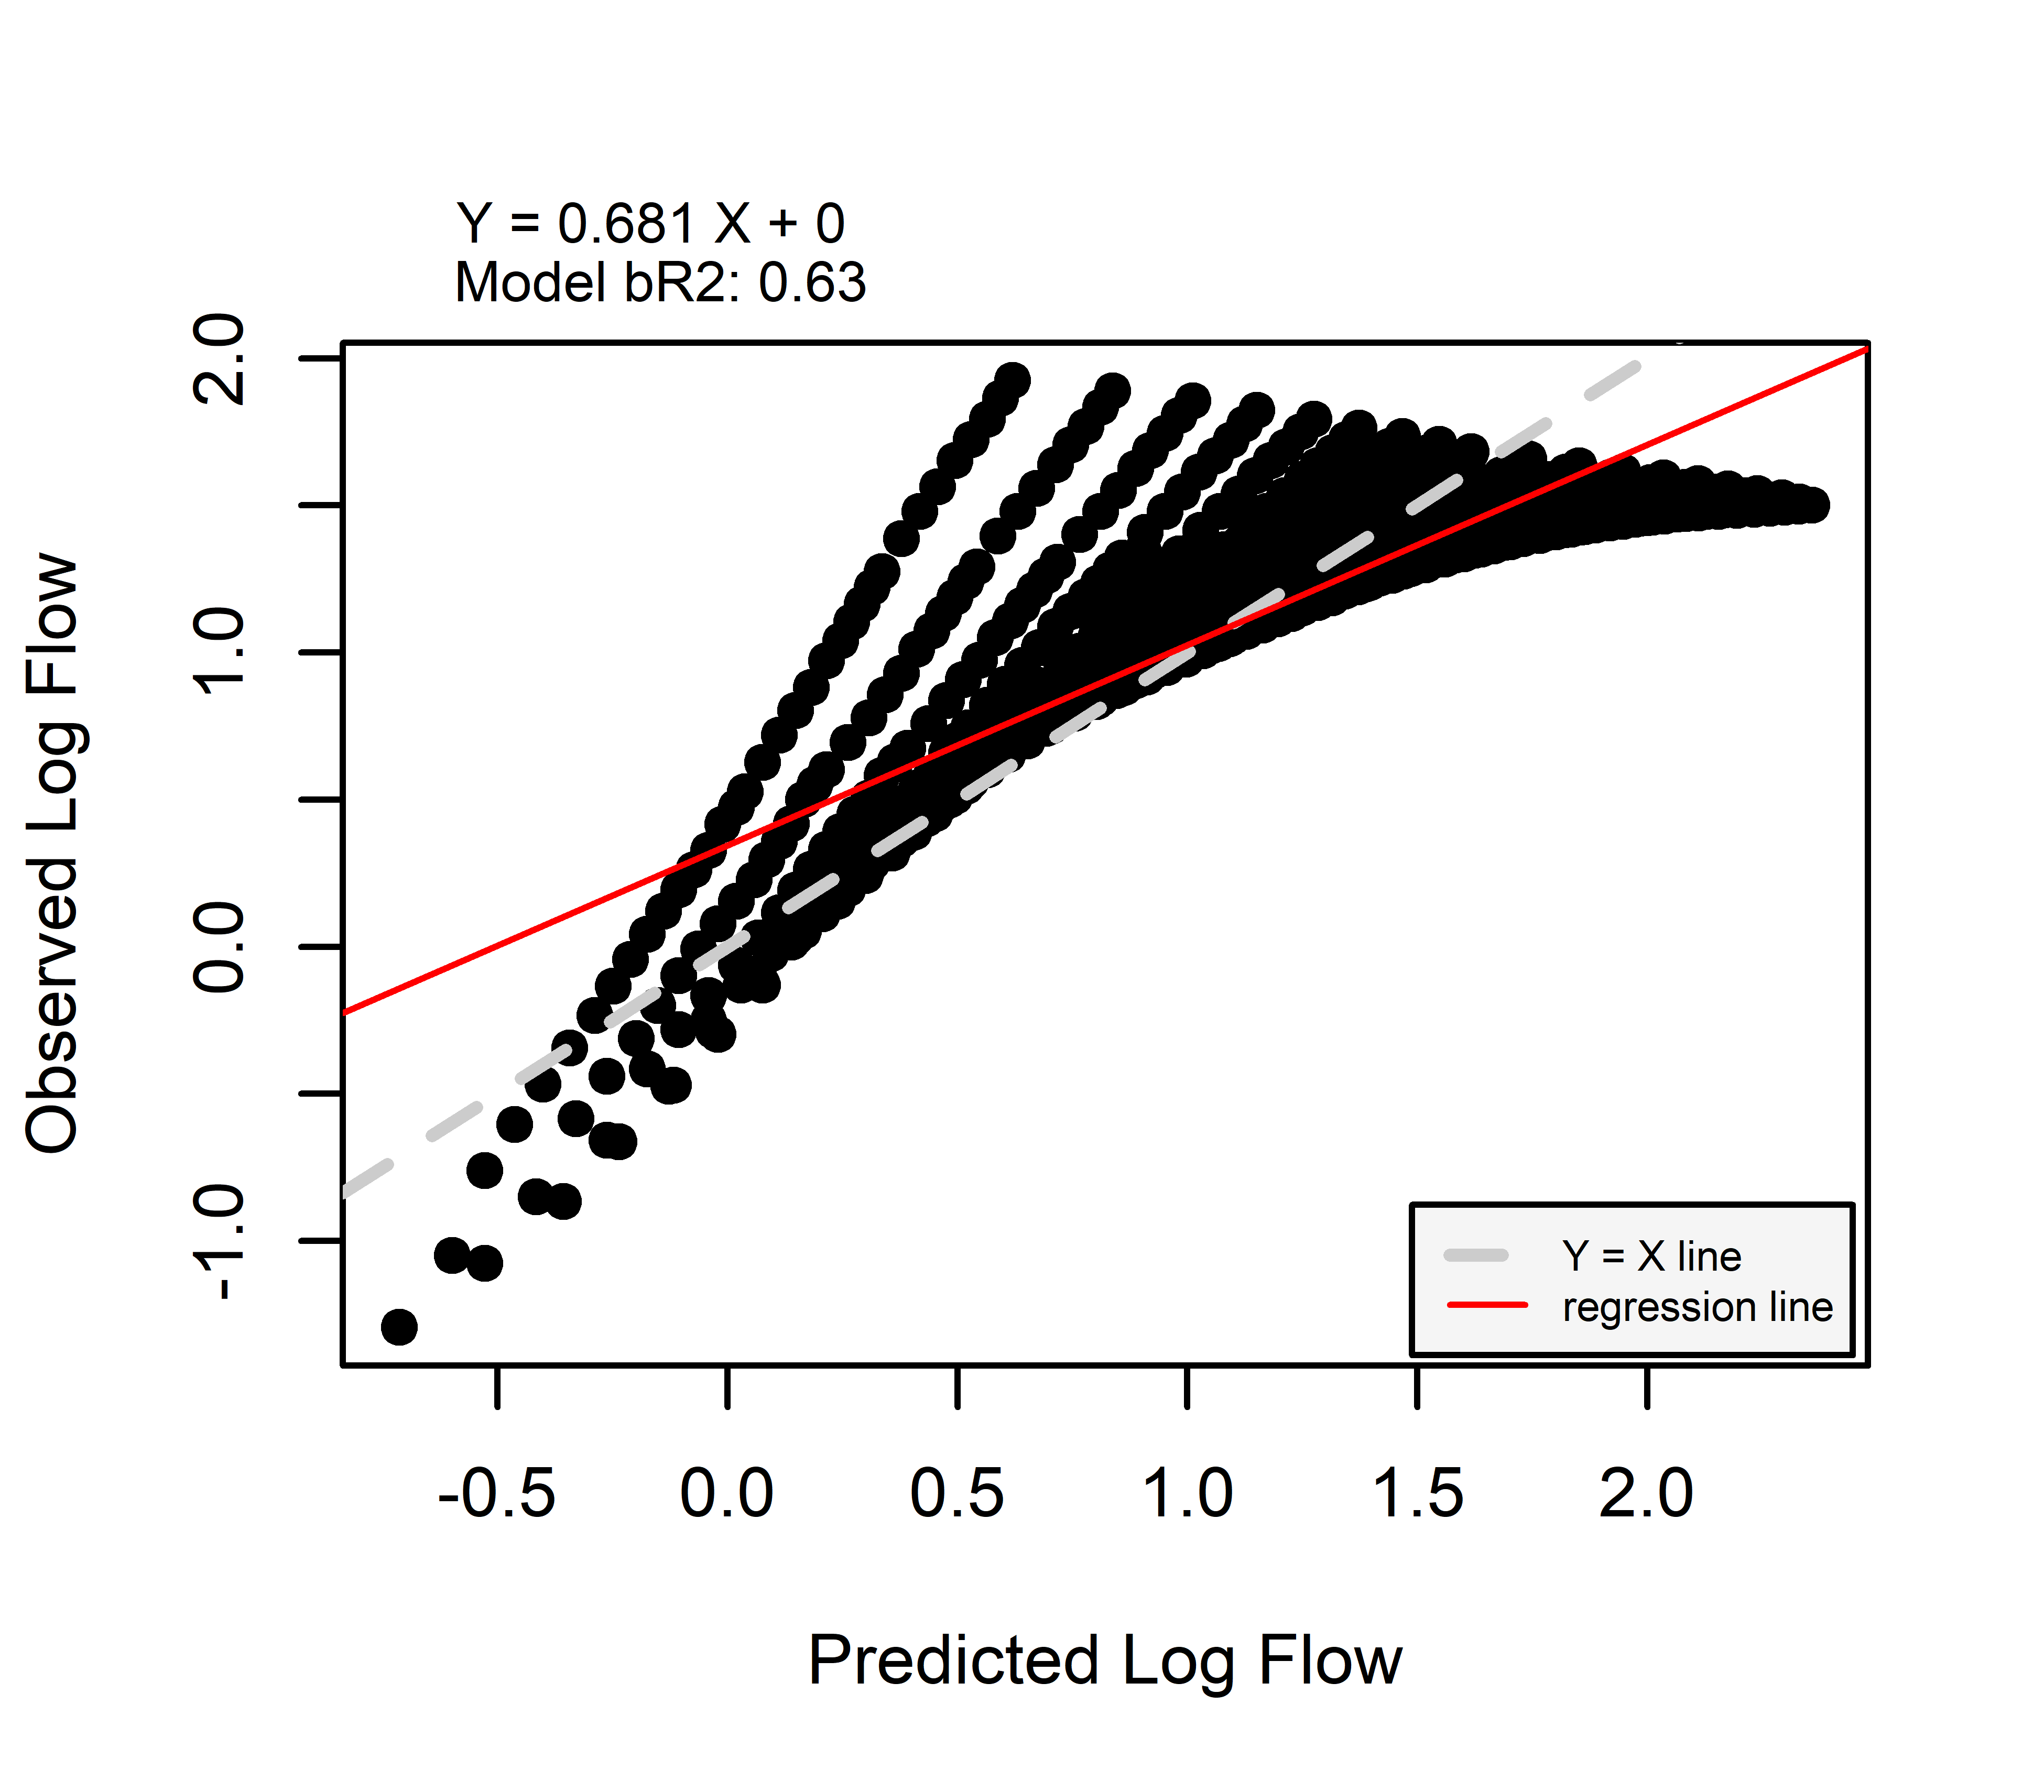 Y = 0.681 X + 0
Model bR2: 0.63
Observed Log Flow
2.0
1.0
0.0
-1.0
Y = X line
regression line
-0.5 0.0 0.5 1.0 1.5 2.0
Predicted Log Flow